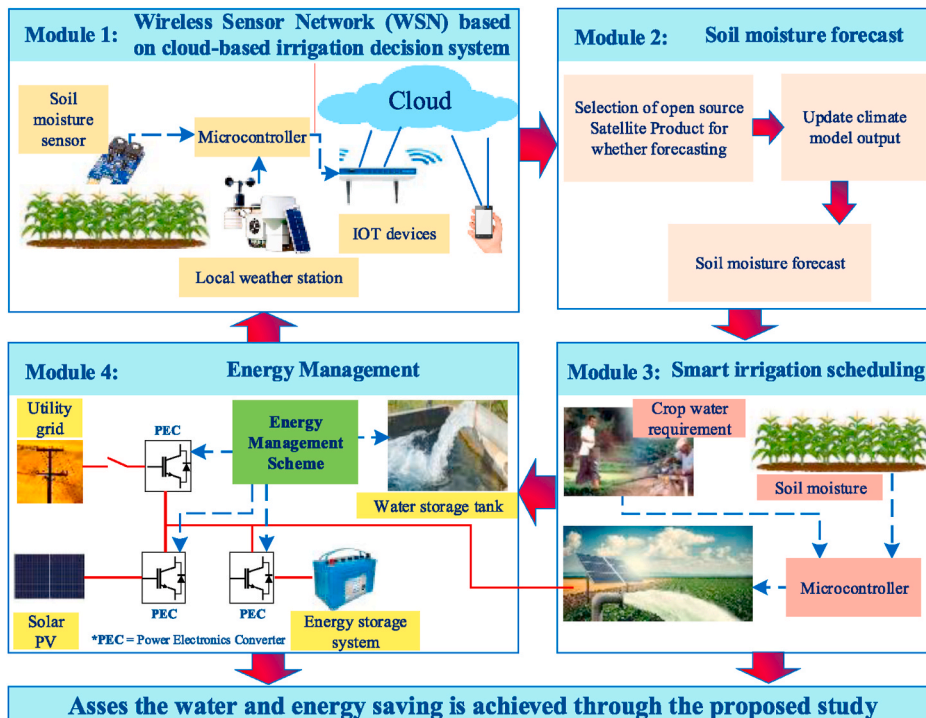 Module 1:
Wireless Sensor Network (WSN) based
on cloud-based irrigation decision system
Soil
moisture
sensor
Microcontroller
Cloud
IOT devices
Local weather station
Module 2:
Soil moisture forecast
Selection of open source
Satellite Product for
whether forecasting
Update climate
model output
Soil moisture forecast
Module 4:
Energy Management
Utility
grid
PEC
Energy
Management
Scheme
Water storage tank
Solar
PV
PEC
PEC
Energy storage
system
*PEC = Power Electronics Converter
Module 3:
Smart irrigation scheduling
Crop water
requirement
Soil moisture
Microcontroller
Asses the water and energy saving is achieved through the proposed study